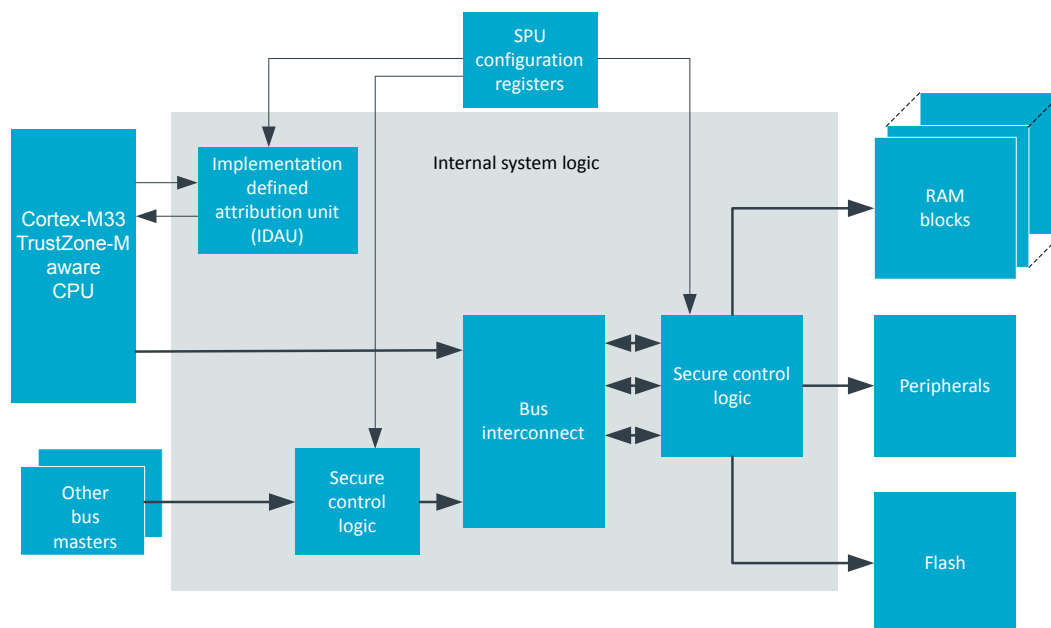 SPU
configuration
registers
Internal system logic
Implementation
defined
attribution unit
(IDAU)
Cortex-M33
TrustZone-M
aware
CPU
RAM
blocks
Bus
interconnect
Secure control
logic
Peripherals
Secure
control
logic
Other
bus
masters
Flash